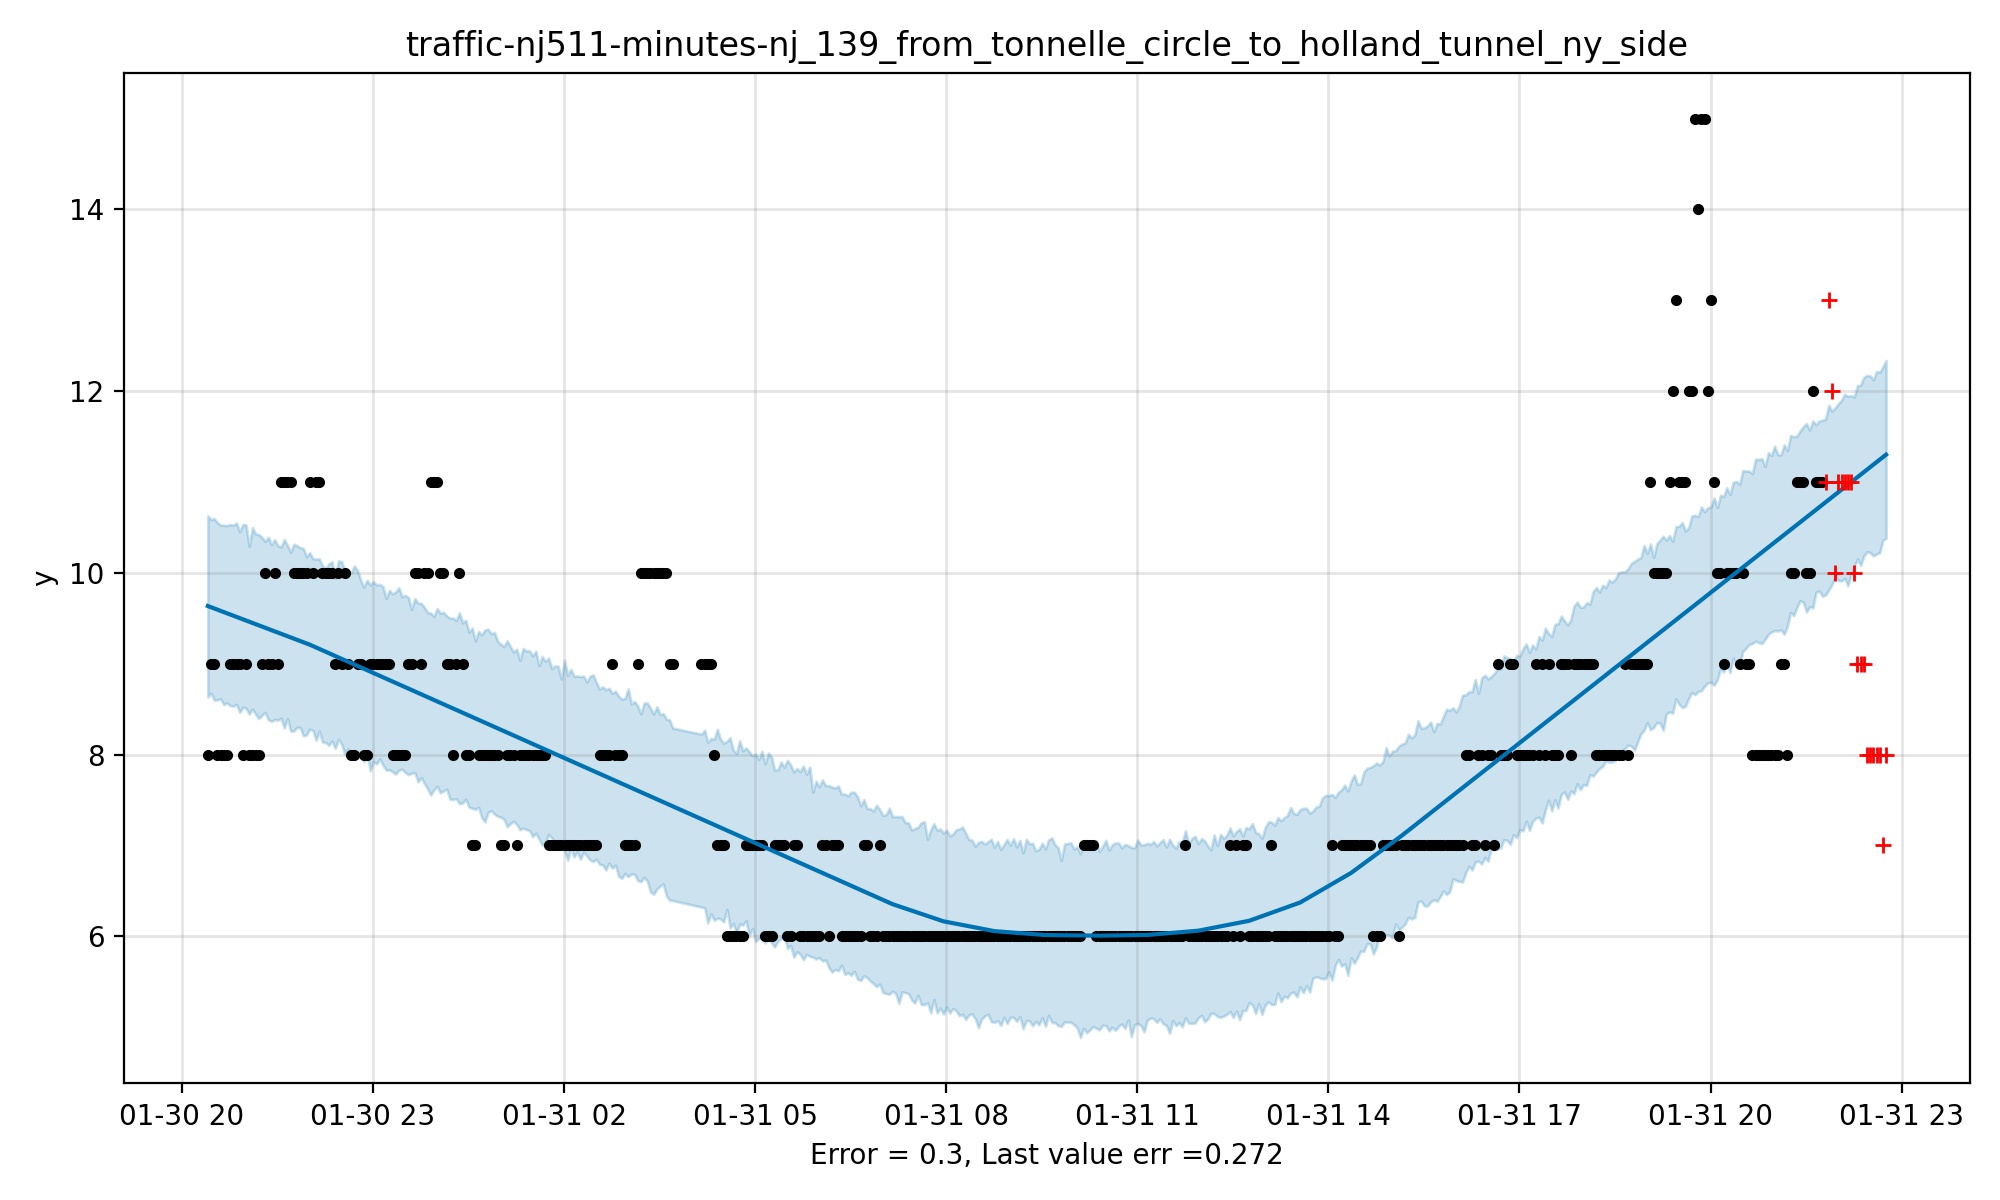 traffic-nj511-minutes-nj_139_from_tonnelle_circle_to_holland_tunnel_ny_side
14
12
10
8
6
y
01-30 20 01-30 23 01-31 02 01-31 05 01-31 08 01-31 11 01-31 14 01-31 17 01-31 20 01-31 23
Error = 0.3, Last value err =0.272